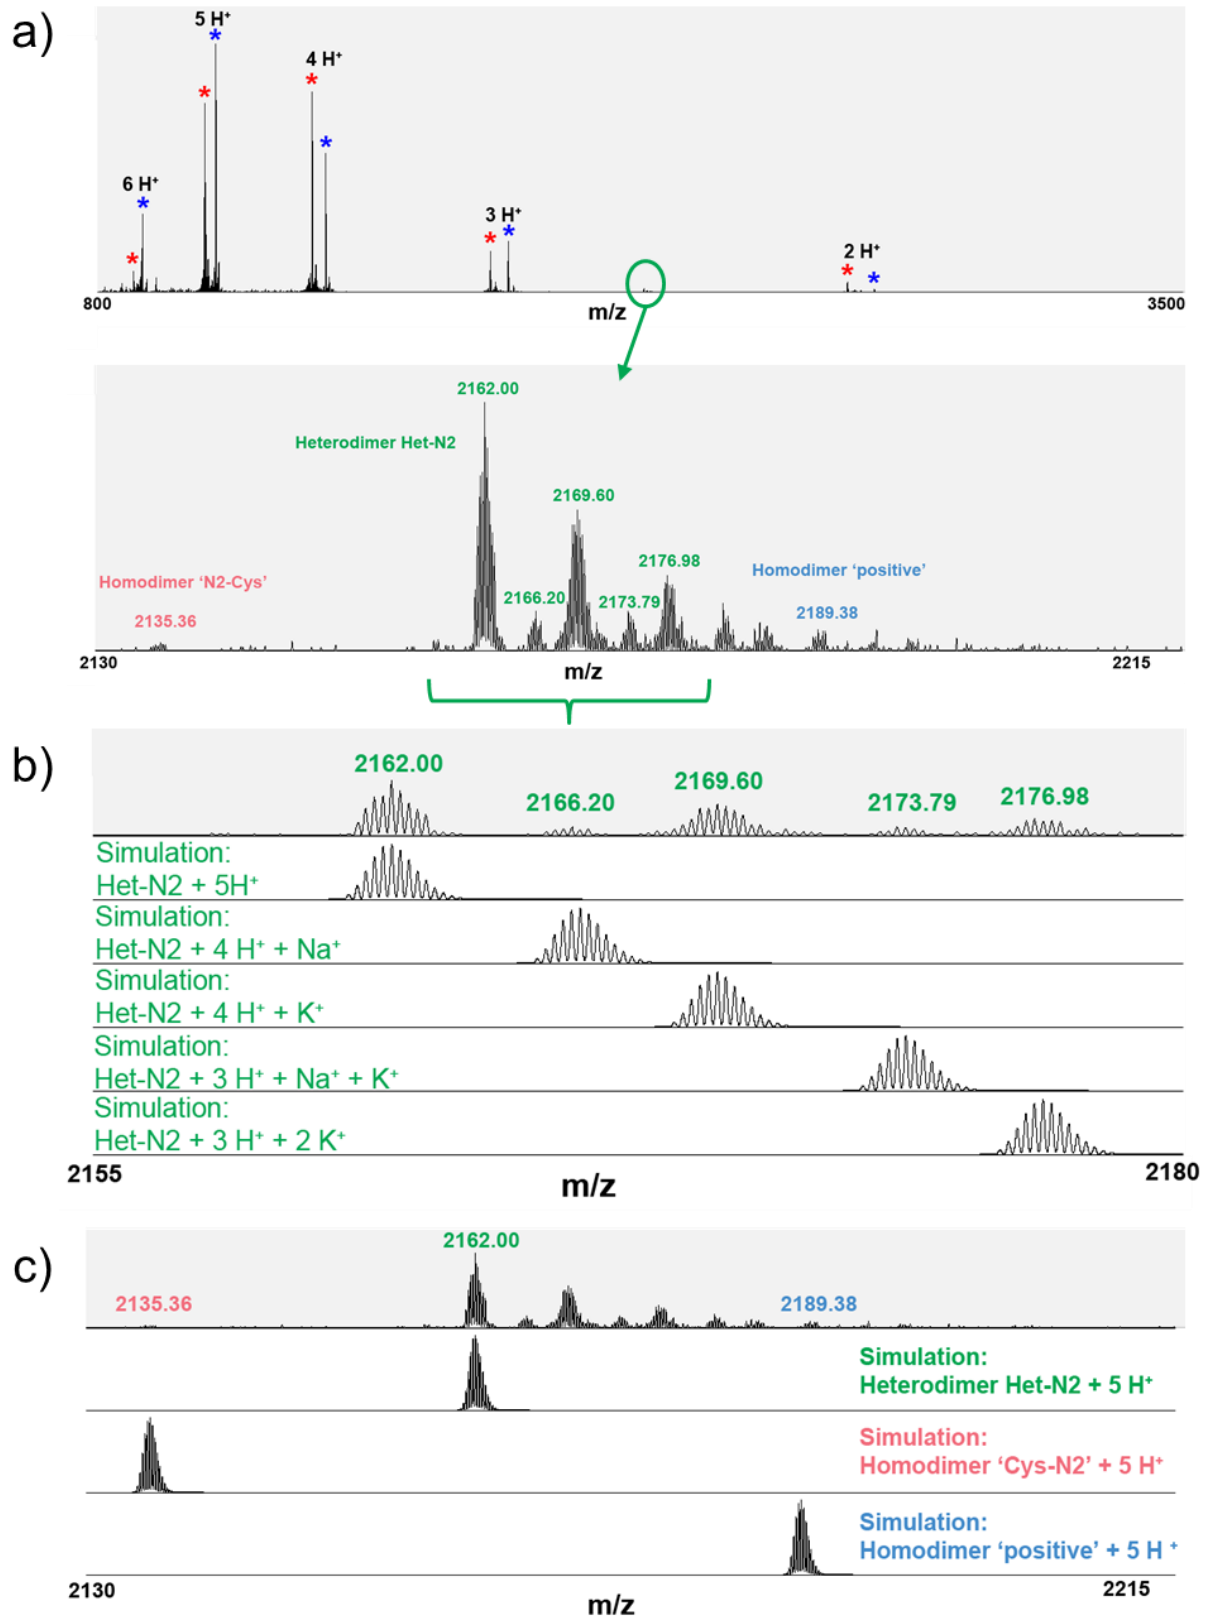 a)
5 H⁺
*
4 H⁺
*
*
*
6 H⁺
*
*
3 H⁺
*
*
2 H⁺
*
*
800
m/z
3500
2162.00
Heterodimer Het-N2
2169.60
2176.98
Homodimer ‘positive’
Homodimer ‘N2-Cys’
2166.20
2173.79
2189.38
2135.36
2130
m/z
2215
b)
2162.00
2166.20
2169.60
2173.79
2176.98
Simulation:
Het-N2 + 5H⁺
Simulation:
Het-N2 + 4 H⁺ + Na⁺
Simulation:
Het-N2 + 4 H⁺ + K⁺
Simulation:
Het-N2 + 3 H⁺ + Na⁺ + K⁺
Simulation:
Het-N2 + 3 H⁺ + 2 K⁺
2155
m/z
2180
c)
2162.00
2135.36
2189.38
Simulation:
Heterodimer Het-N2 + 5 H⁺
Simulation:
Homodimer ‘Cys-N2’ + 5 H⁺
Simulation:
Homodimer ‘positive’ + 5 H ⁺
2130
m/z
2215